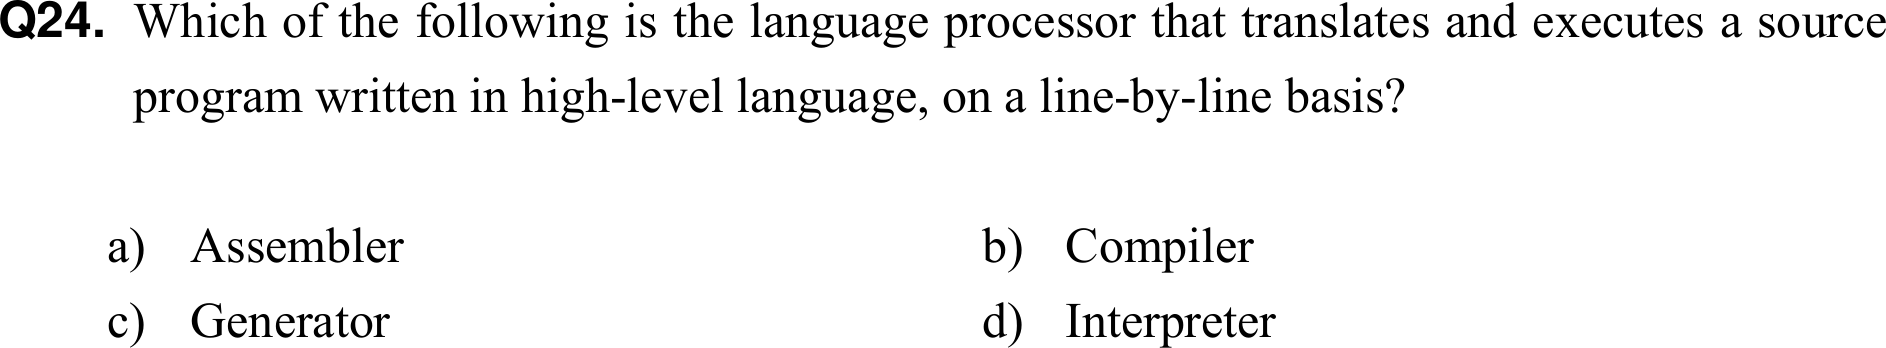 Q24. Which of the following is the language processor that translates and executes a source
program written in high-level language, on a line-by-line basis?
a) Assembler b) Compiler
c) Generator d) Interpreter